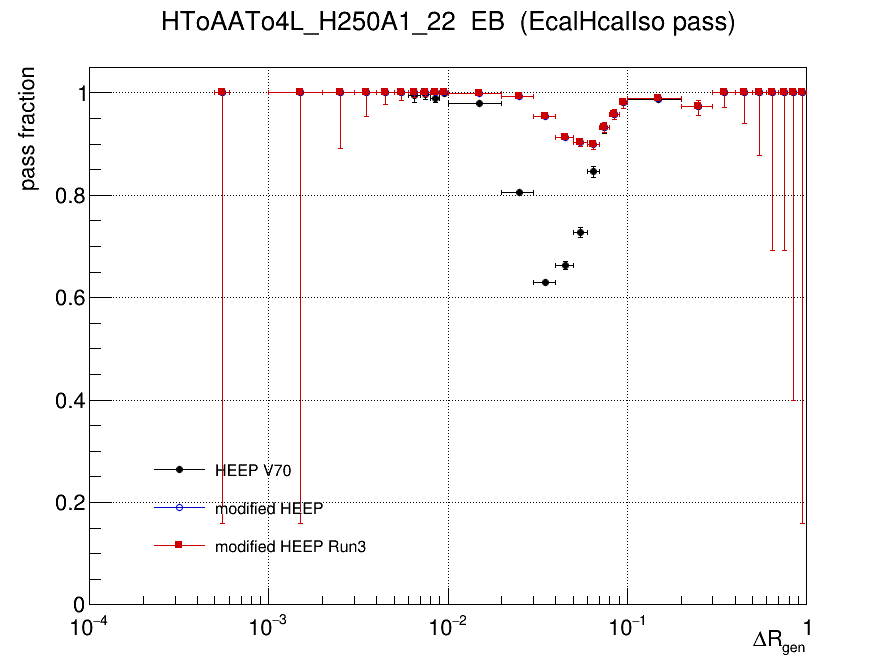 HToAATo4L_H250A1_22 EB (EcalHcalIso pass)
pass fraction
1
0.8
0.6
0.4
0.2
0
HEEP V70
modified HEEP
modified HEEP Run3
10⁻⁴ 10⁻³ 10⁻² 10⁻¹ 1
ΔR_gen